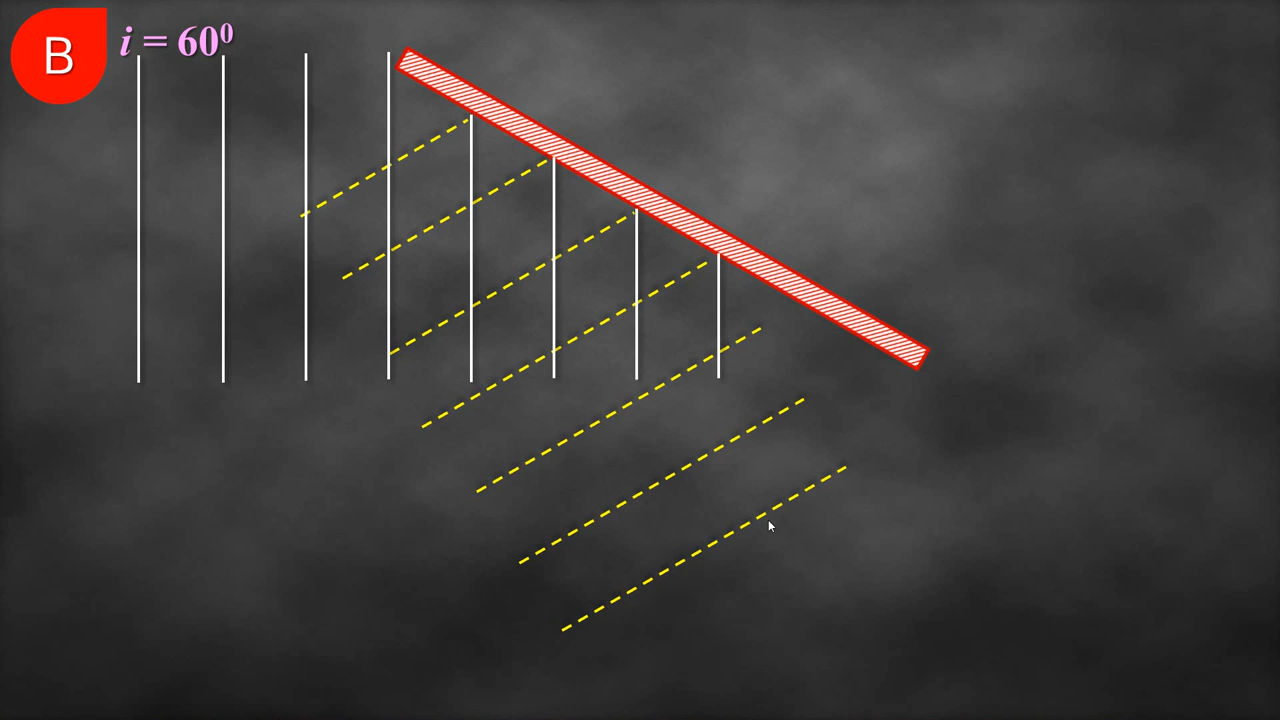 B
i = 60⁰